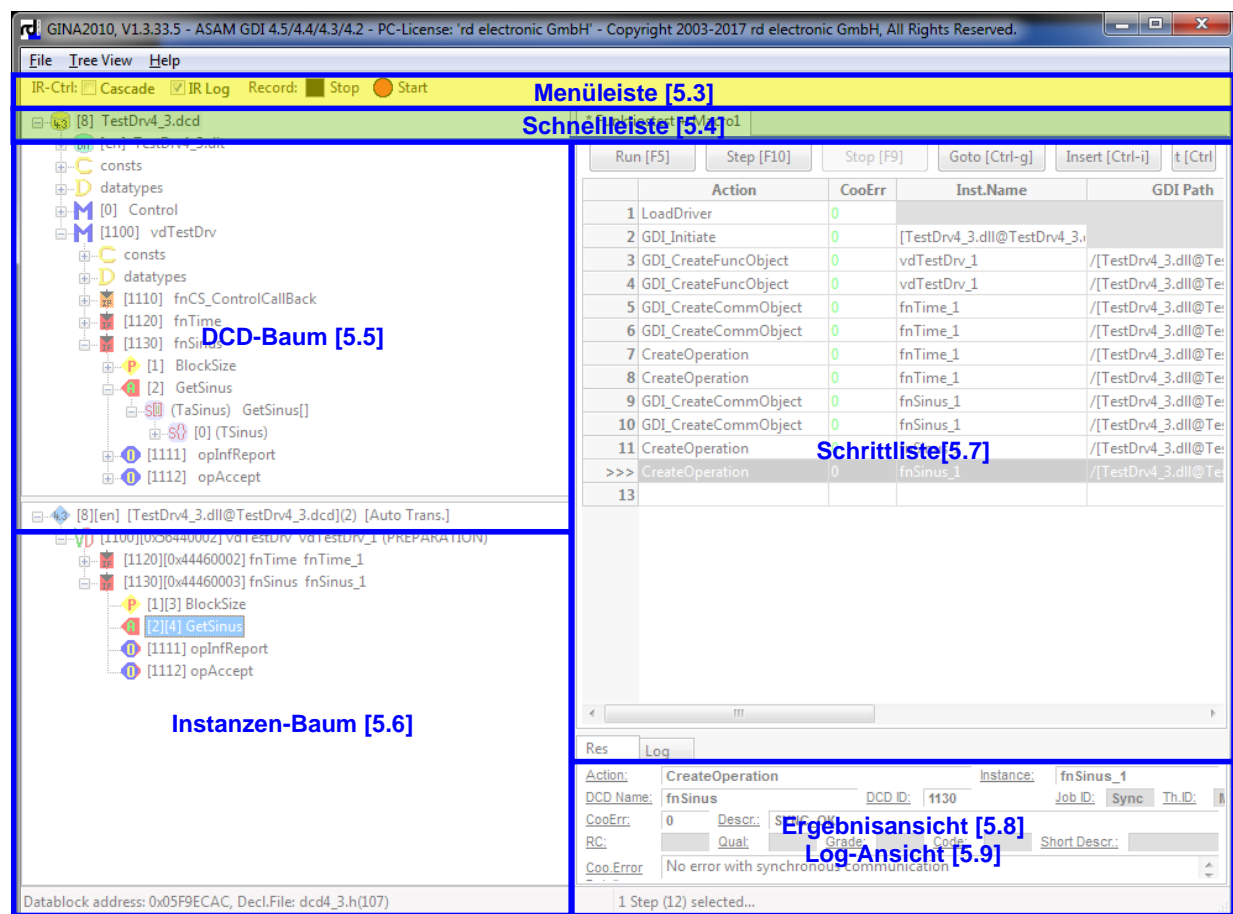 GINA2010, V1.3.33.5 - ASAM GDI 4.5/4.4/4.3/4.2 - PC-License: 'rd electronic GmbH' - Copyright 2003-2017 rd electronic GmbH, All Rights Reserved.
File Tree View Help
IR-Ctrl: Cascade IR Log Record: Stop Start
Menüleiste [5.3]
[8] TestDrv4_3.dcd
Schnellleiste [5.4]
[en] TestDrv4_3.dll
consts
datatypes
[0] Control
[1100] vdTestDrv
consts
datatypes
[1110] fnCS_ControlCallBack
[1120] fnTime
[1130] fnSinus
DCD-Baum [5.5]
P [1] BlockSize
[2] GetSinus
S[] (TaSinus) GetSinus[]
S{} [0] (TSinus)
[1111] opInfReport
[1112] opAccept
[8][en] [TestDrv4_3.dll@TestDrv4_3.dcd](2) [Auto Trans.]
[1100][0x56440002] vdTestDrv vdTestDrv_1 (PREPARATION)
[1120][0x44460002] fnTime fnTime_1
[1130][0x44460003] fnSinus fnSinus_1
P [1][3] BlockSize
[2][4] GetSinus
[1111] opInfReport
[1112] opAccept
Instanzen-Baum [5.6]
Datablock address: 0x05F9ECAC, Decl.File: dcd4_3.h(107)
Run [F5] Step [F10] Stop [F9] Goto [Ctrl-g] Insert [Ctrl-i] t [Ctrl
Action CooErr Inst.Name GDI Path
1 LoadDriver 0
2 GDI_Initiate 0 [TestDrv4_3.dll@TestDrv4_3.
3 GDI_CreateFuncObject 0 vdTestDrv_1 /[TestDrv4_3.dll@Te
4 GDI_CreateFuncObject 0 vdTestDrv_1 /[TestDrv4_3.dll@Te
5 GDI_CreateCommObject 0 fnTime_1 /[TestDrv4_3.dll@Te
6 GDI_CreateCommObject 0 fnTime_1 /[TestDrv4_3.dll@Te
7 CreateOperation 0 fnTime_1 /[TestDrv4_3.dll@Te
8 CreateOperation 0 fnTime_1 /[TestDrv4_3.dll@Te
9 GDI_CreateCommObject 0 fnSinus_1 /[TestDrv4_3.dll@Te
10 GDI_CreateCommObject 0 fnSinus_1 /[TestDrv4_3.dll@Te
11 CreateOperation /[TestDrv4_3.dll@Te
Schrittliste[5.7]
>>> CreateOperation 0 fnSinus_1 /[TestDrv4_3.dll@Te
13
Res Log
Action: CreateOperation Instance: fnSinus_1
DCD Name: fnSinus DCD ID: 1130 Job ID: Sync Th.ID:
CooErr: 0 Descr.: SYNC_OK
Ergebnisansicht [5.8]
RC: Qual: Grade: Code: Short Descr.:
Log-Ansicht [5.9]
Coo.Error No error with synchronous communication
1 Step (12) selected...